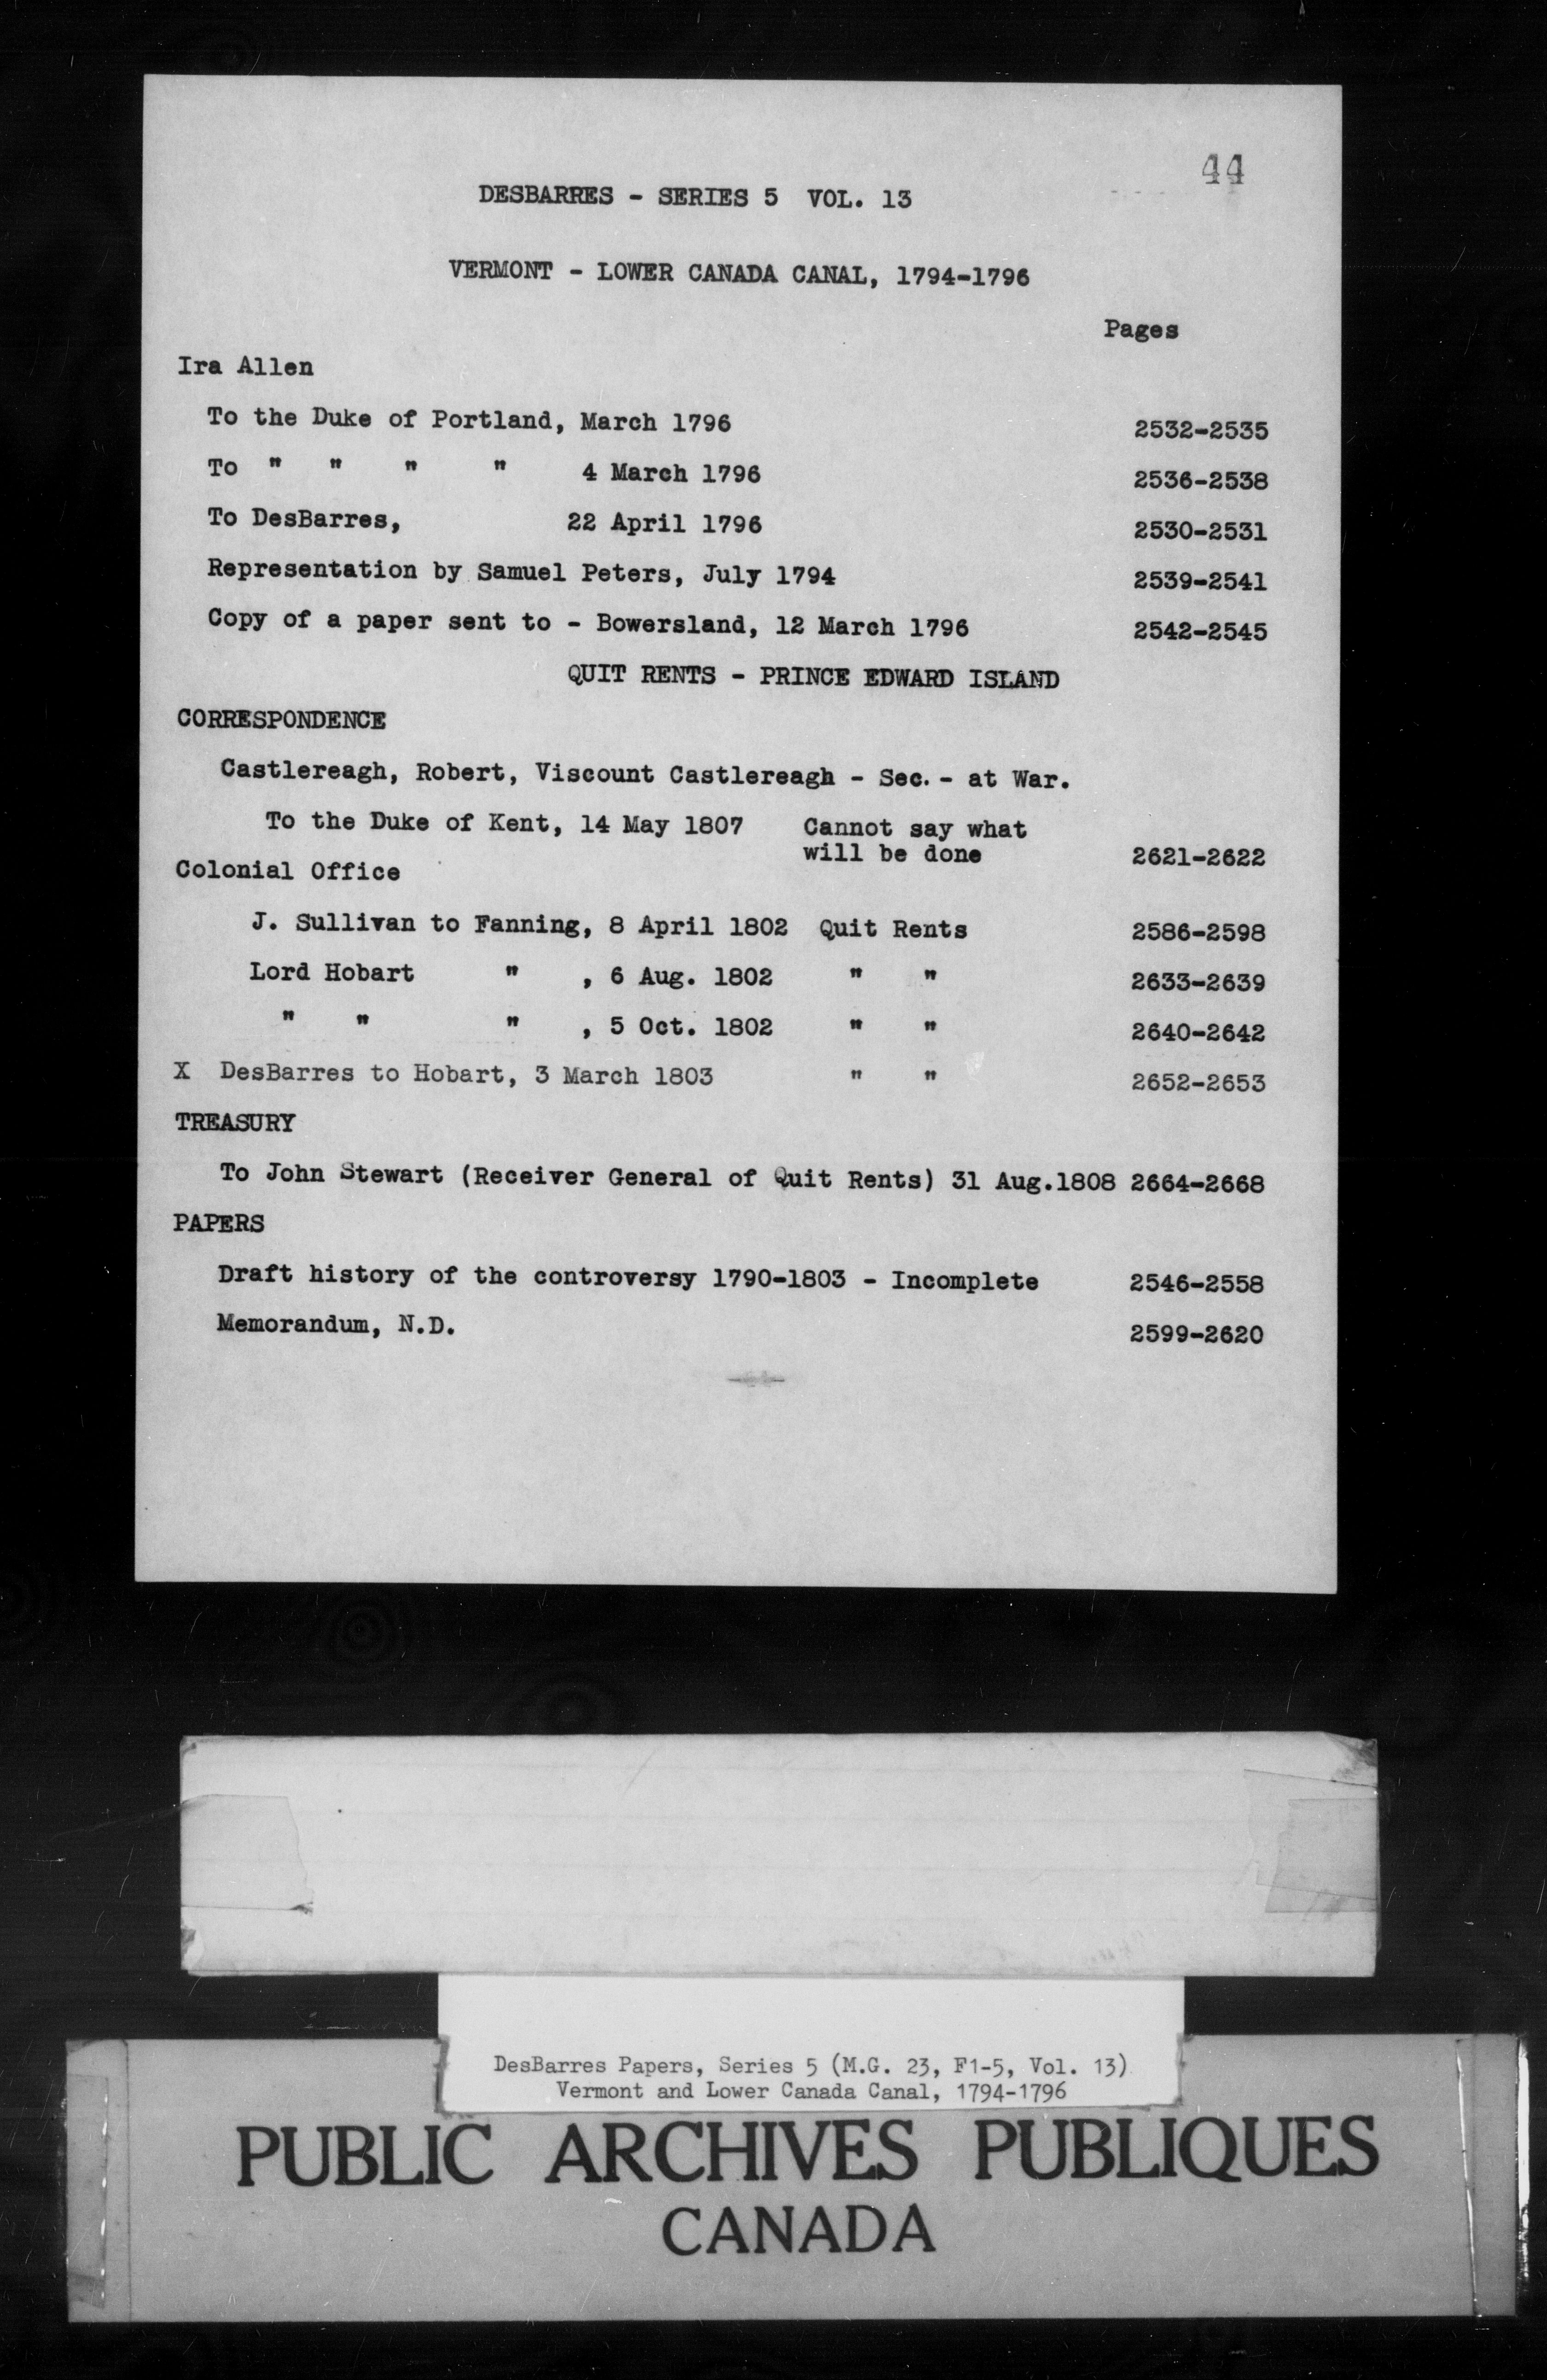 44
DESBARRES - SERIES 5 VOL. 13
VERMONT - LOWER CANADA CANAL, 1794-1796
Pages
Ira Allen
To the Duke of Portland, March 1796 2532-2535
To " " " " 4 March 1796 2536-2538
To DesBarres, 22 April 1796 2530-2531
Representation by Samuel Peters, July 1794 2539-2541
Copy of a paper sent to - Bowersland, 12 March 1796 2542-2545
QUIT RENTS - PRINCE EDWARD ISLAND
CORRESPONDENCE
Castlereagh, Robert, Viscount Castlereagh - Sec. - at War.
To the Duke of Kent, 14 May 1807 Cannot say what
will be done 2621-2622
Colonial Office
J. Sullivan to Fanning, 8 April 1802 Quit Rents 2586-2598
Lord Hobart " , 6 Aug. 1802 " " 2633-2639
" " " , 5 Oct. 1802 " " 2640-2642
X DesBarres to Hobart, 3 March 1803 " " 2652-2653
TREASURY
To John Stewart (Receiver General of Quit Rents) 31 Aug.1808 2664-2668
PAPERS
Draft history of the controversy 1790-1803 - Incomplete 2546-2558
Memorandum, N.D. 2599-2620
DesBarres Papers, Series 5 (M.G. 23, F1-5, Vol. 13)
Vermont and Lower Canada Canal, 1794-1796
PUBLIC ARCHIVES PUBLIQUES
CANADA